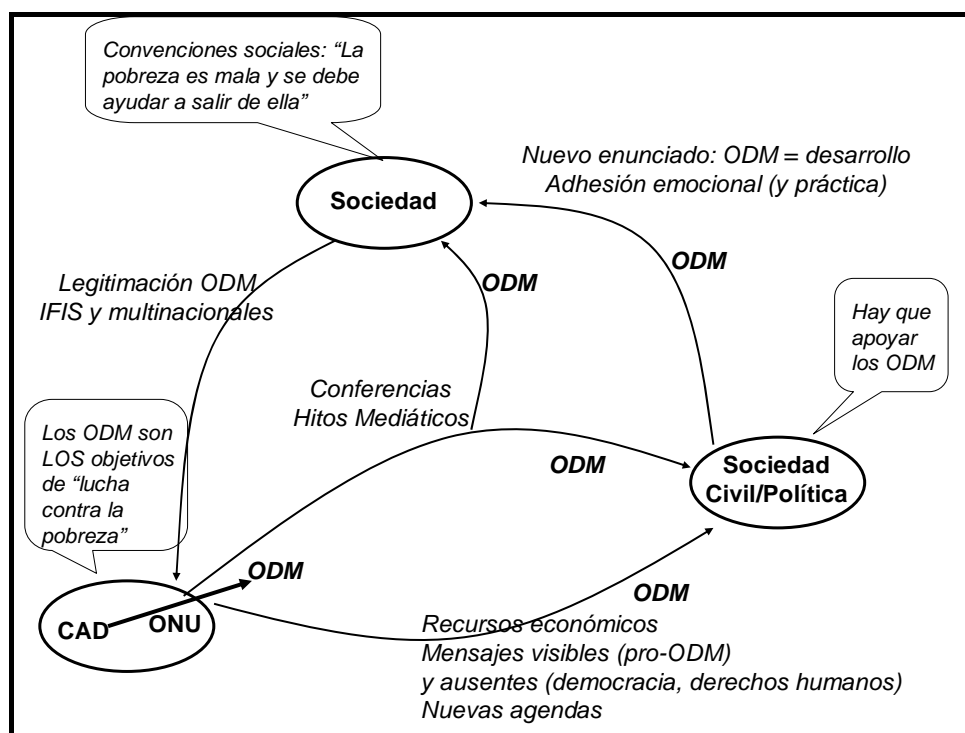 Convenciones sociales: “La
pobreza es mala y se debe
ayudar a salir de ella”
Nuevo enunciado: ODM = desarrollo
Adhesión emocional (y práctica)
Sociedad
ODM
ODM
Legitimación ODM
IFIS y multinacionales
Hay que
apoyar
los ODM
Conferencias
Hitos Mediáticos
Los ODM son
LOS objetivos
de “lucha
contra la
pobreza”
ODM
Sociedad
Civil/Política
ODM
CAD
ONU
ODM
Recursos económicos
Mensajes visibles (pro-ODM)
y ausentes (democracia, derechos humanos)
Nuevas agendas